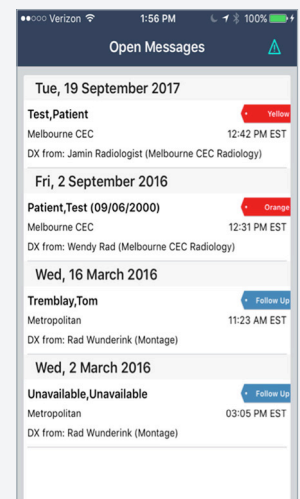 Verizon 1:56 PM 100%
Open Messages
Tue, 19 September 2017
Test,Patient Yellow
Melbourne CEC 12:42 PM EST
DX from: Jamin Radiologist (Melbourne CEC Radiology)
Fri, 2 September 2016
Patient,Test (09/06/2000) Orange
Melbourne CEC 12:31 PM EST
DX from: Wendy Rad (Melbourne CEC Radiology)
Wed, 16 March 2016
Tremblay,Tom Follow Up
Metropolitan 11:23 AM EST
DX from: Rad Wunderink (Montage)
Wed, 2 March 2016
Unavailable,Unavailable Follow Up
Metropolitan 03:05 PM EST
DX from: Rad Wunderink (Montage)